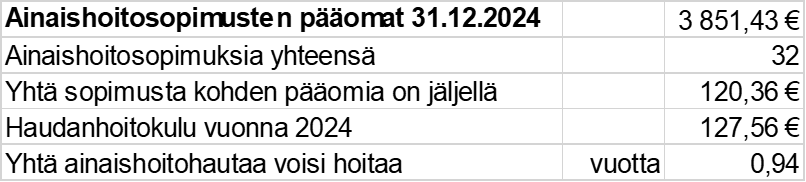 Ainaishoitosopimusten pääomat 31.12.2024 3 851,43 €
Ainaishoitosopimuksia yhteensä 32
Yhtä sopimusta kohden pääomia on jäljellä 120,36 €
Haudanhoitokulu vuonna 2024 127,56 €
Yhtä ainaishoitohautaa voisi hoitaa vuotta 0,94